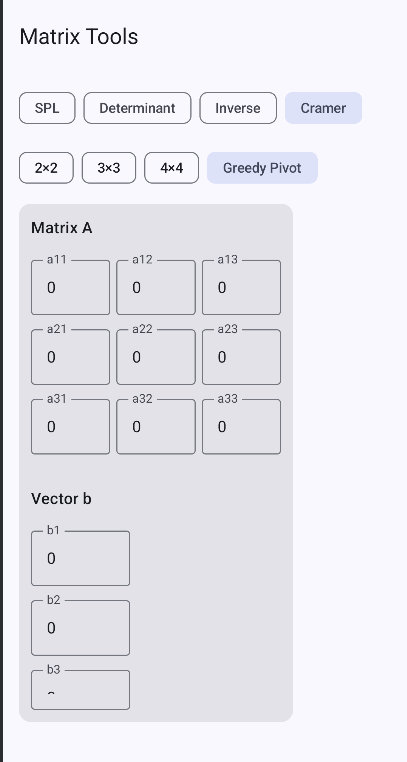 Matrix Tools
SPL Determinant Inverse Cramer
2×2 3×3 4×4 Greedy Pivot
Matrix A
a11 a12 a13
0 0 0
a21 a22 a23
0 0 0
a31 a32 a33
0 0 0
Vector b
b1
0
b2
0
b3